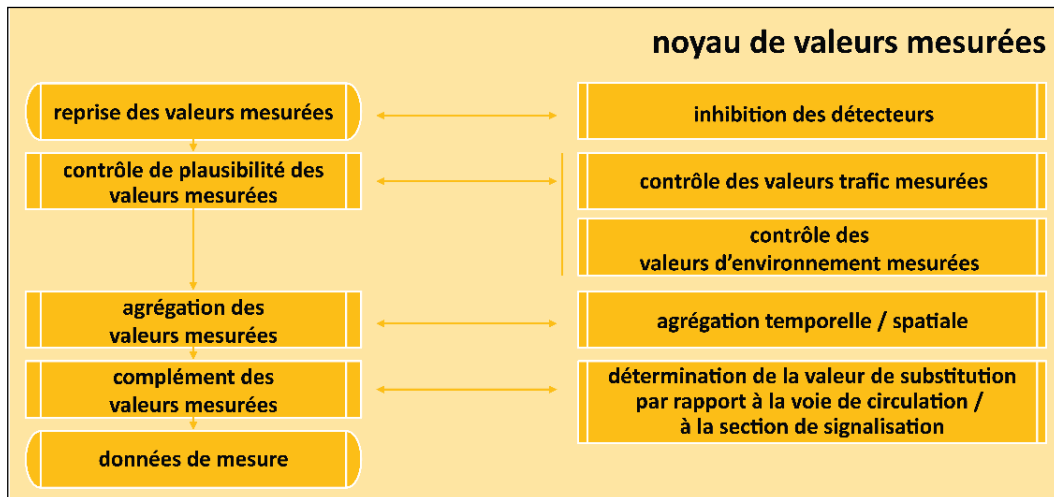 noyau de valeurs mesurées
reprise des valeurs mesurées
inhibition des détecteurs
contrôle de plausibilité des
valeurs mesurées
contrôle des valeurs trafic mesurées
contrôle des
valeurs d'environnement mesurées
agrégation des
valeurs mesurées
agrégation temporelle / spatiale
complément des
valeurs mesurées
détermination de la valeur de substitution
par rapport à la voie de circulation /
à la section de signalisation
données de mesure